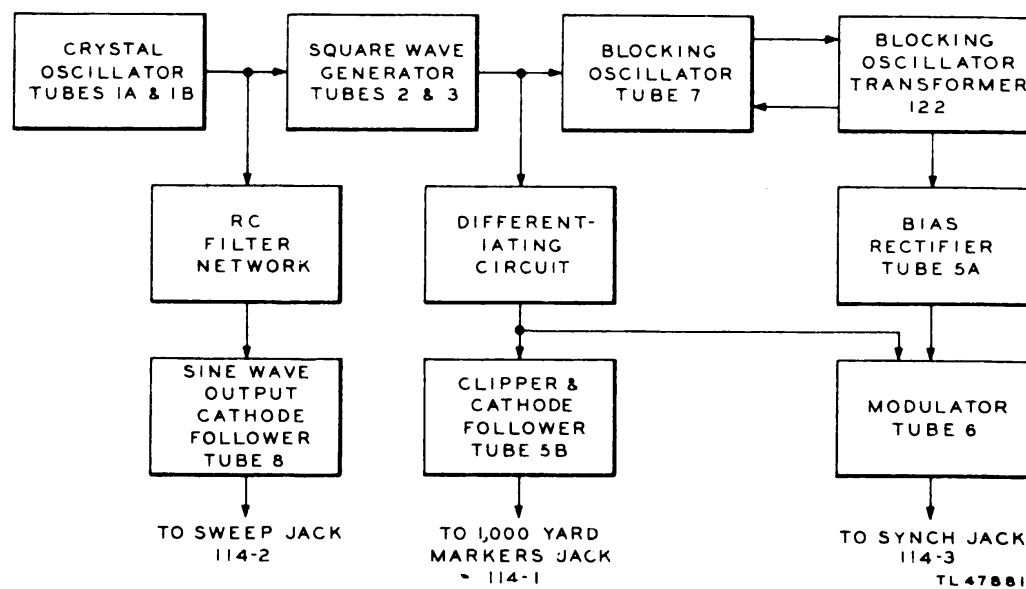 CRYSTAL
OSCILLATOR
TUBES 1A & 1B
SQUARE WAVE
GENERATOR
TUBES 2 & 3
BLOCKING
OSCILLATOR
TUBE 7
BLOCKING
OSCILLATOR
TRANSFORMER
122
RC
FILTER
NETWORK
DIFFERENT-
IATING
CIRCUIT
BIAS
RECTIFIER
TUBE 5A
SINE WAVE
OUTPUT
CATHODE
FOLLOWER
TUBE 8
CLIPPER &
CATHODE
FOLLOWER
TUBE 5B
MODULATOR
TUBE 6
TO SWEEP JACK
114-2
TO 1,000 YARD
MARKERS JACK
114-1
TO SYNCH JACK
114-3
TL 47881